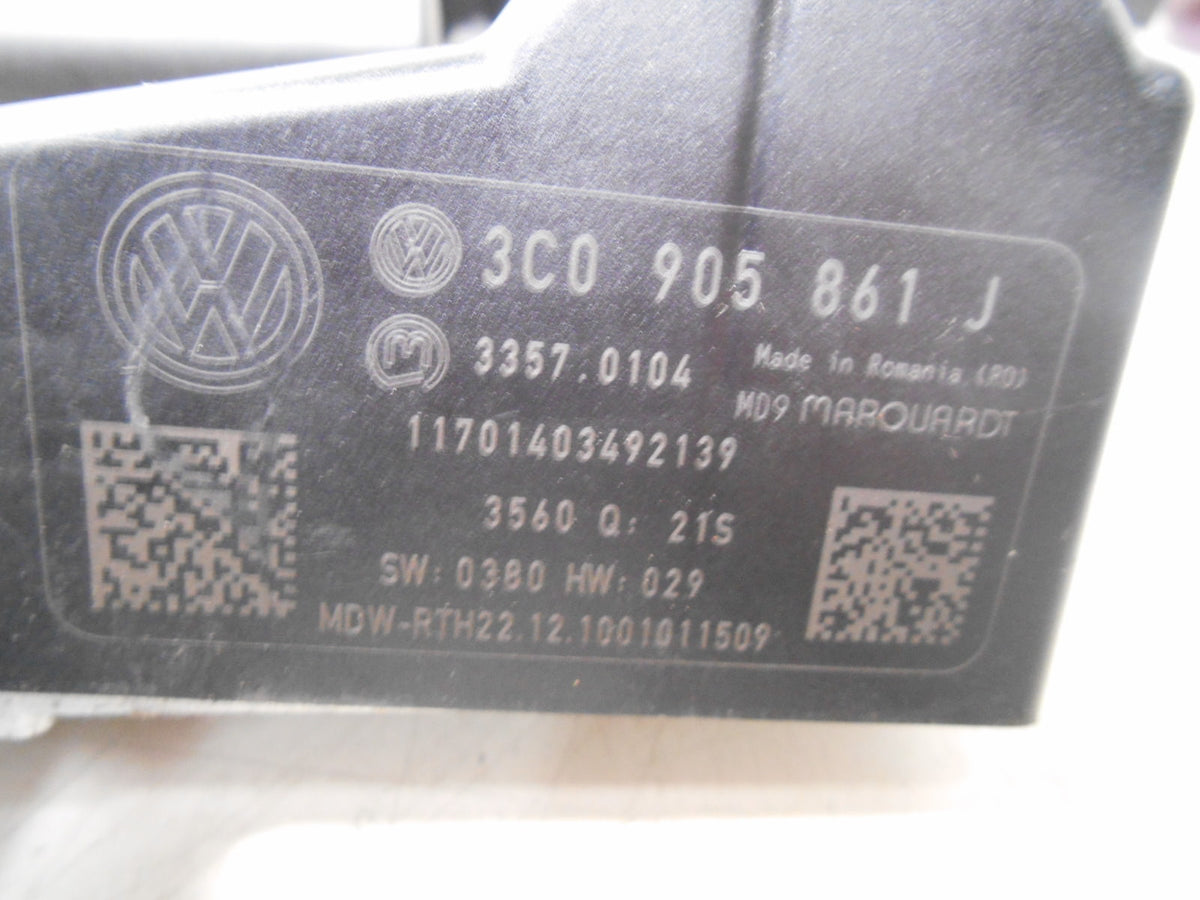 3C0 905 861 J
3357.0104
Made in Romania (RO)
MD9 MARQUARDT
11701403492139
3560 Q: 21S
SW: 0380 HW: 029
MDW-RTH22.12.1001011509